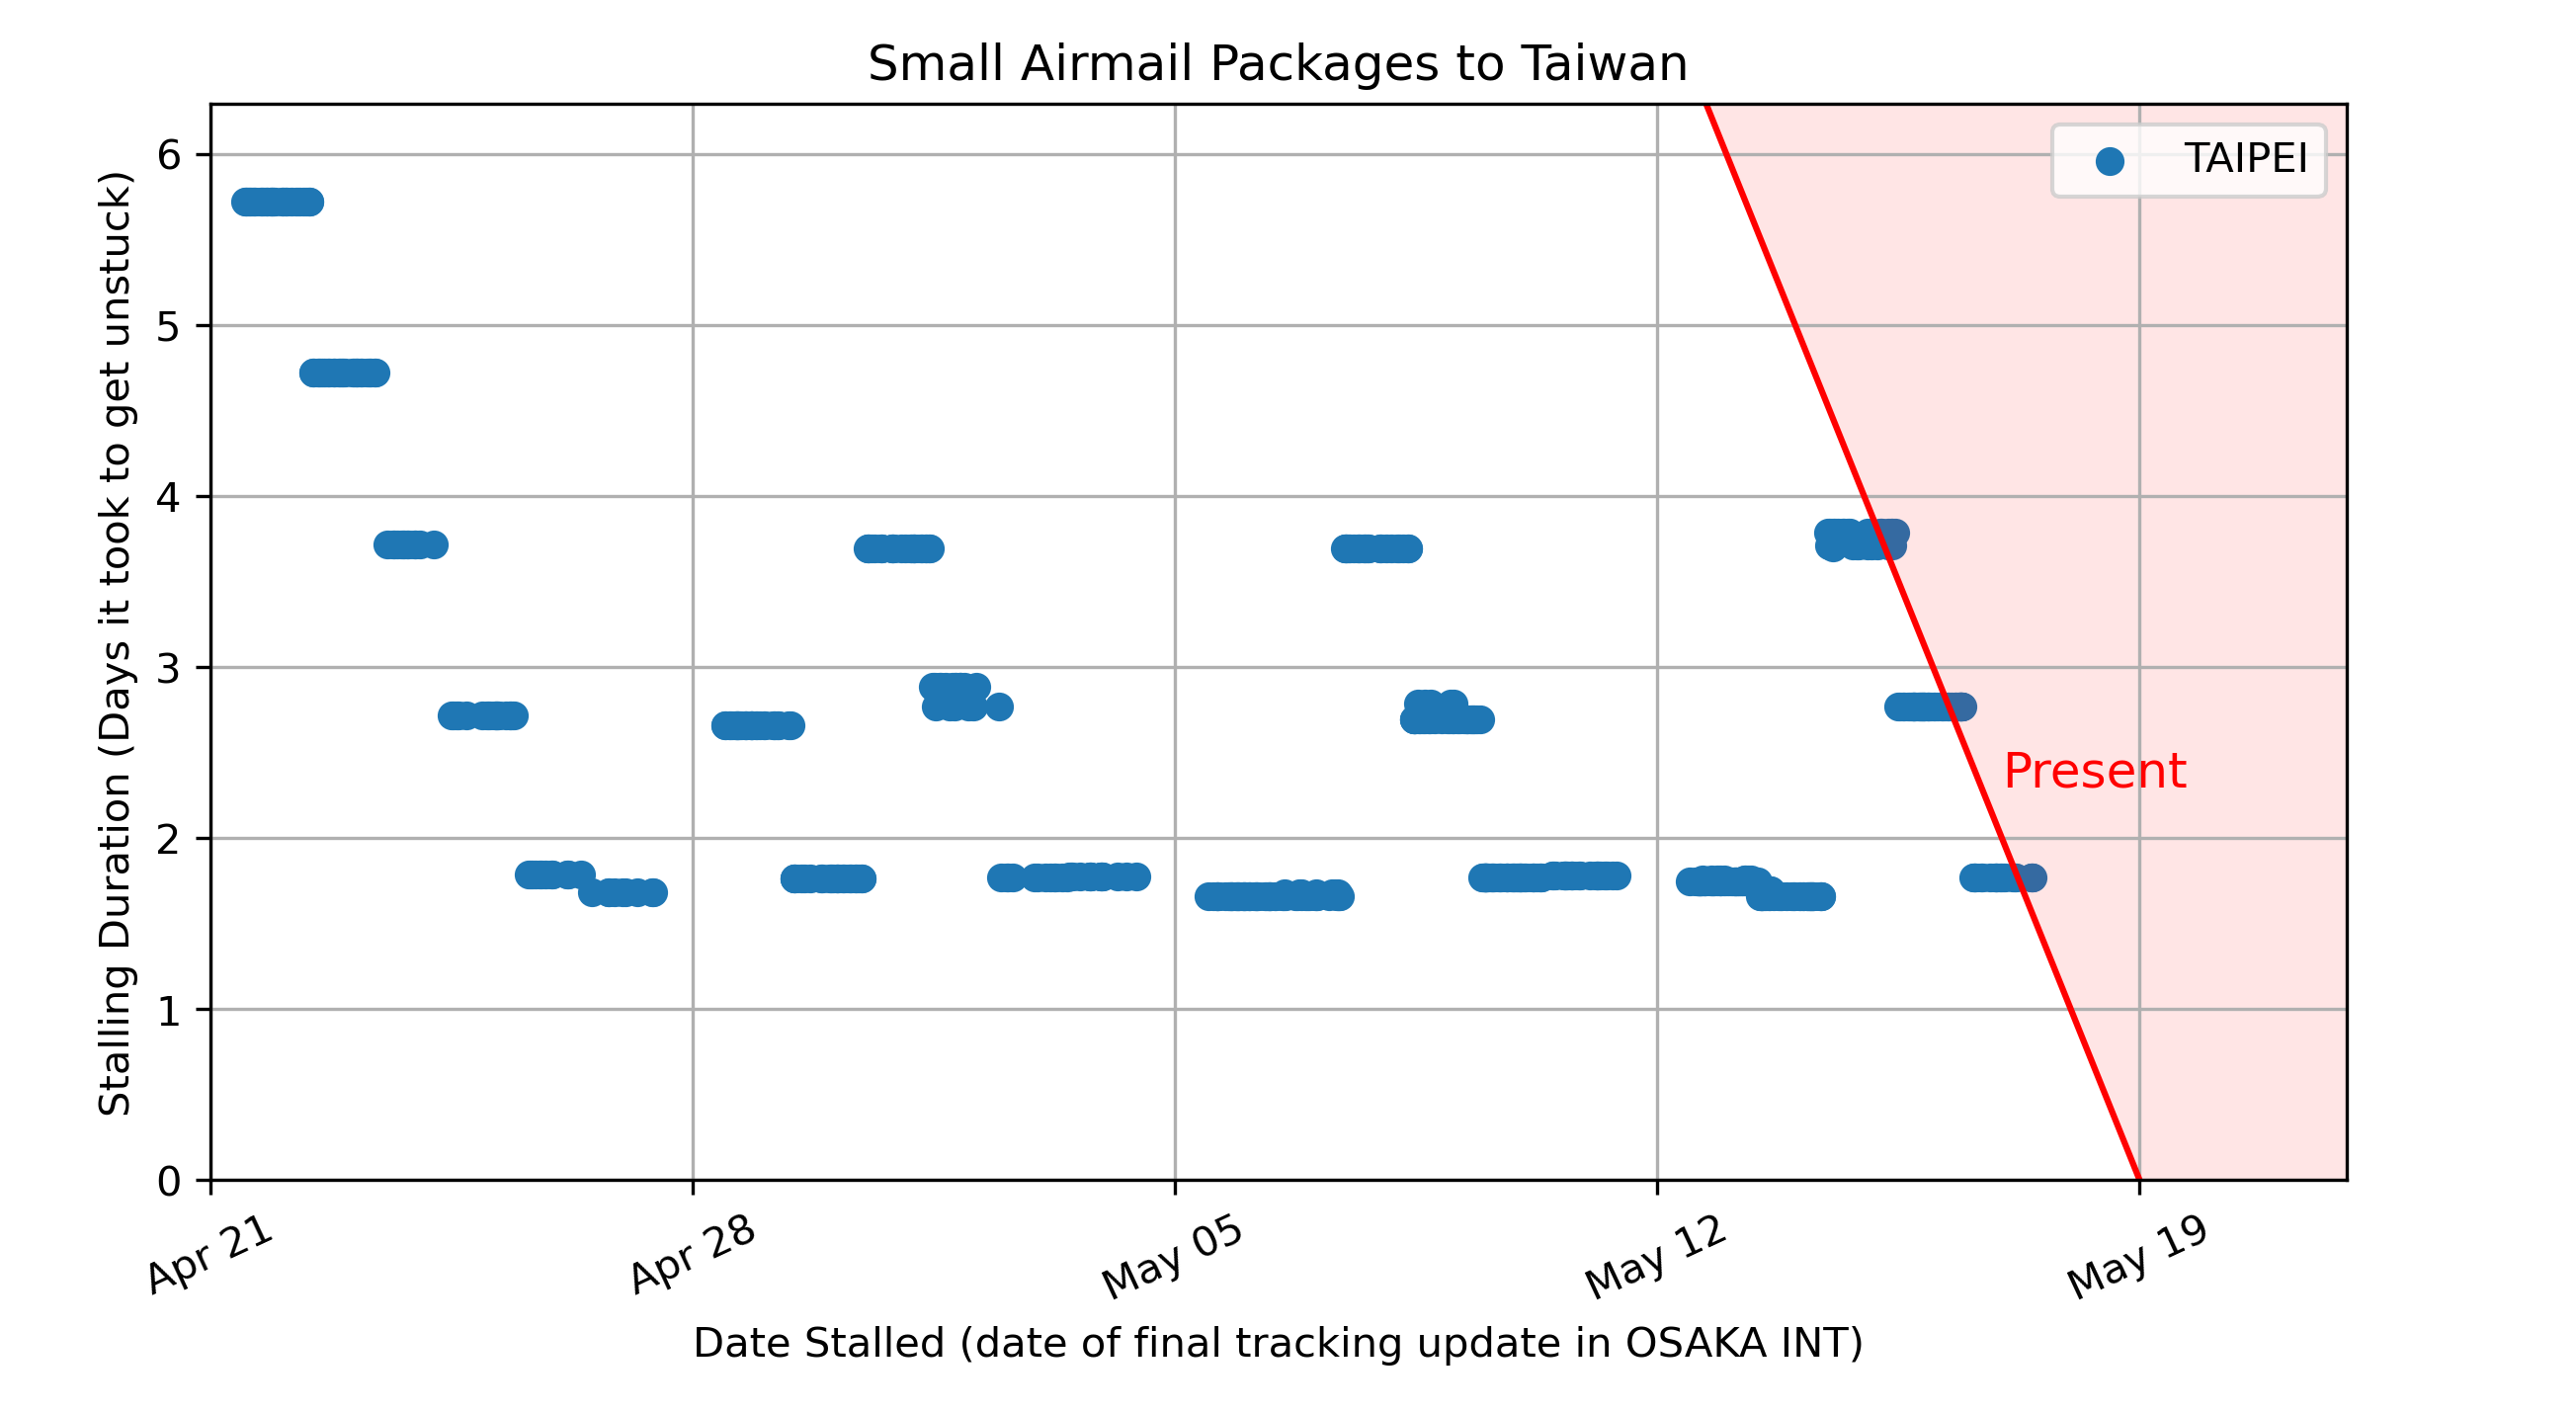 Small Airmail Packages to Taiwan
TAIPEI
Present
Stalling Duration (Days it took to get unstuck)
6
5
4
3
2
1
0
Apr 21
Apr 28
May 05
May 12
May 19
Date Stalled (date of final tracking update in OSAKA INT)